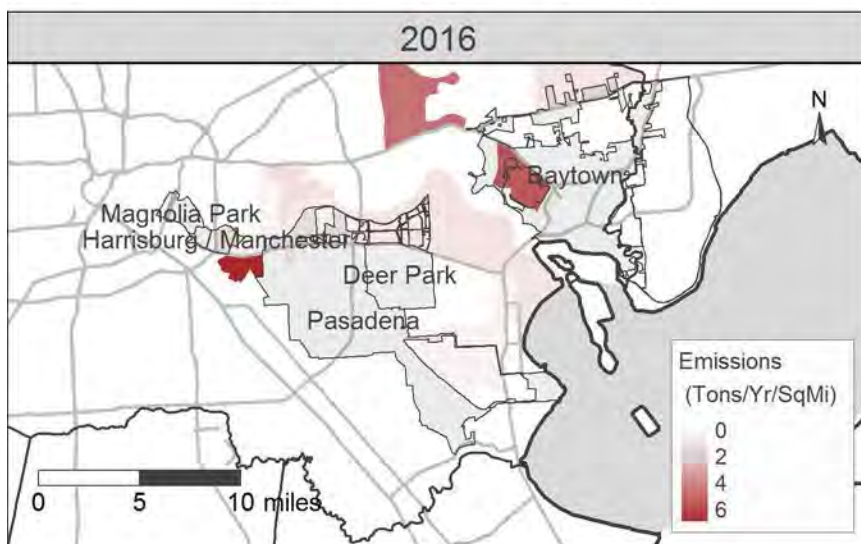 2016
N
Baytown
Magnolia Park
Harrisburg Manchester
Deer Park
Pasadena
Emissions
(Tons/Yr/SqMi)
0
2
4
6
0 5 10 miles